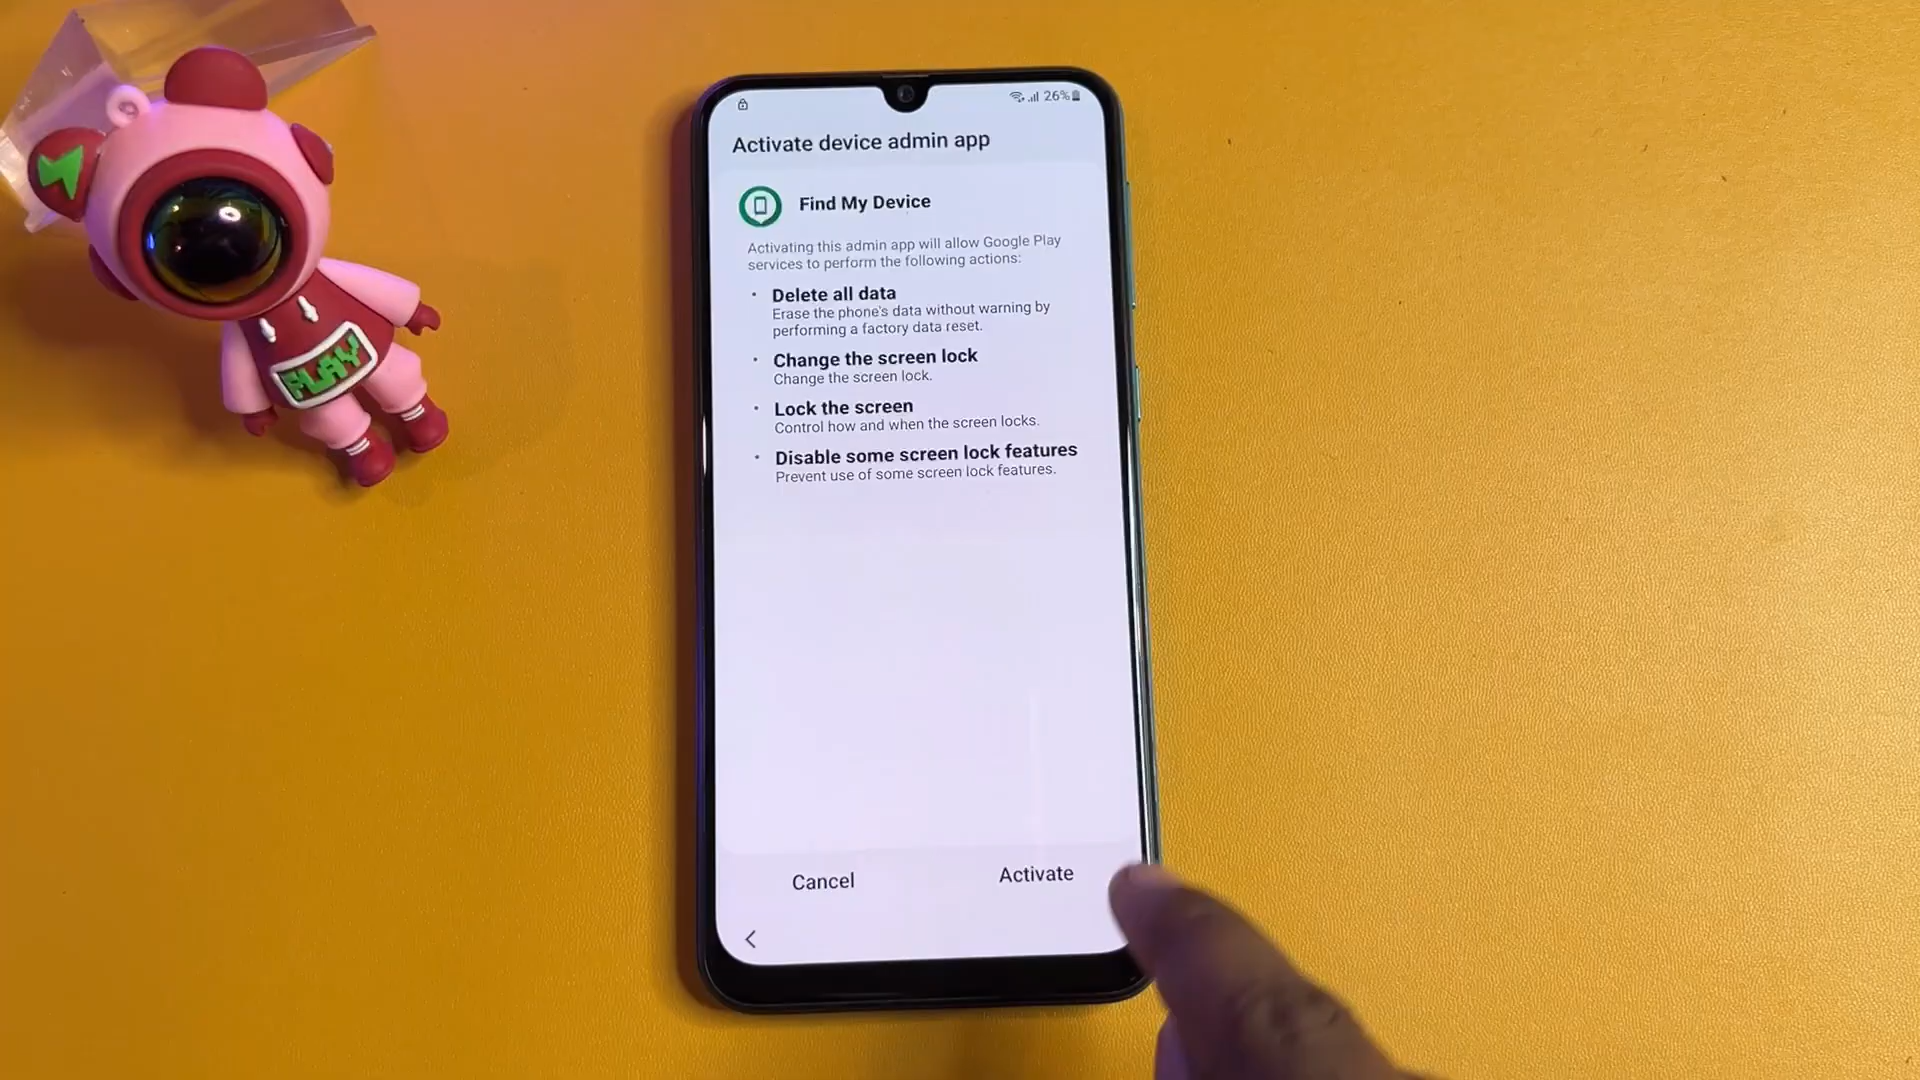 26%
Activate device admin app
Find My Device
Activating this admin app will allow Google Play
services to perform the following actions:
• Delete all data
Erase the phone's data without warning by
performing a factory data reset.
• Change the screen lock
Change the screen lock.
• Lock the screen
Control how and when the screen locks.
• Disable some screen lock features
Prevent use of some screen lock features.
Cancel
Activate
PLAY